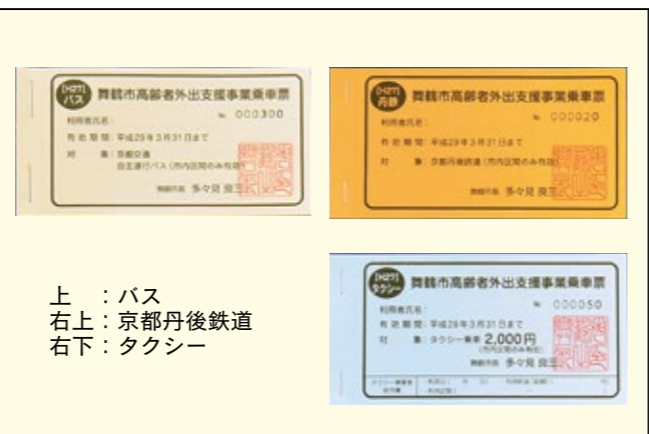 [H27]
バス
舞鶴市高齢者外出支援事業乗車票
利用者氏名:
№ 000300
有効期間:平成29年3月31日まで
対 象:京都交通
自主運行バス(市内区間のみ有効)
舞鶴市長 多々見 良三
[H27]
丹鉄
舞鶴市高齢者外出支援事業乗車票
利用者氏名:
№ 000020
有効期間:平成29年3月31日まで
対 象:京都丹後鉄道(市内区間のみ有効)
舞鶴市長 多々見 良三
上 :バス
右上:京都丹後鉄道
右下:タクシー
[H27]
タクシー
舞鶴市高齢者外出支援事業乗車票
利用者氏名:
№ 000050
有効期間:平成29年3月31日まで
対 象:タクシー乗車 2,000円
(市内区間のみ有効)
舞鶴市長 多々見 良三